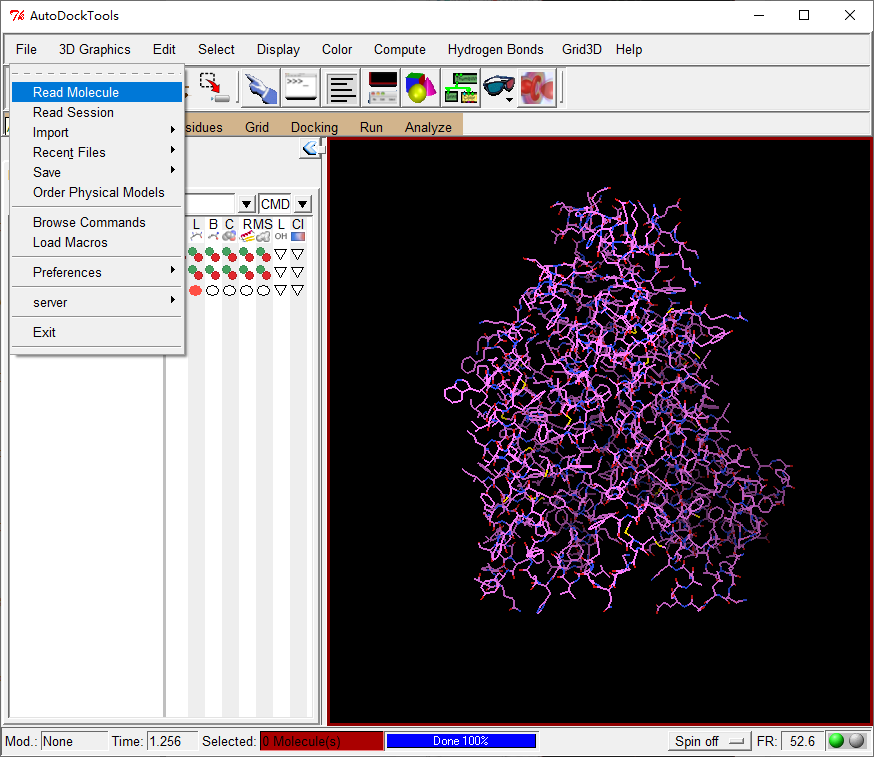 AutoDockTools
File 3D Graphics Edit Select Display Color Compute Hydrogen Bonds Grid3D Help
Read Molecule
Read Session
Import
Recent Files
Save
Order Physical Models
Browse Commands
Load Macros
Preferences
server
Exit
sidues Grid Docking Run Analyze
CMD
L B C R MS L Cl
OH
Mod.: None Time: 1.256 Selected: 0 Molecule(s) Done 100% Spin off FR: 52.6